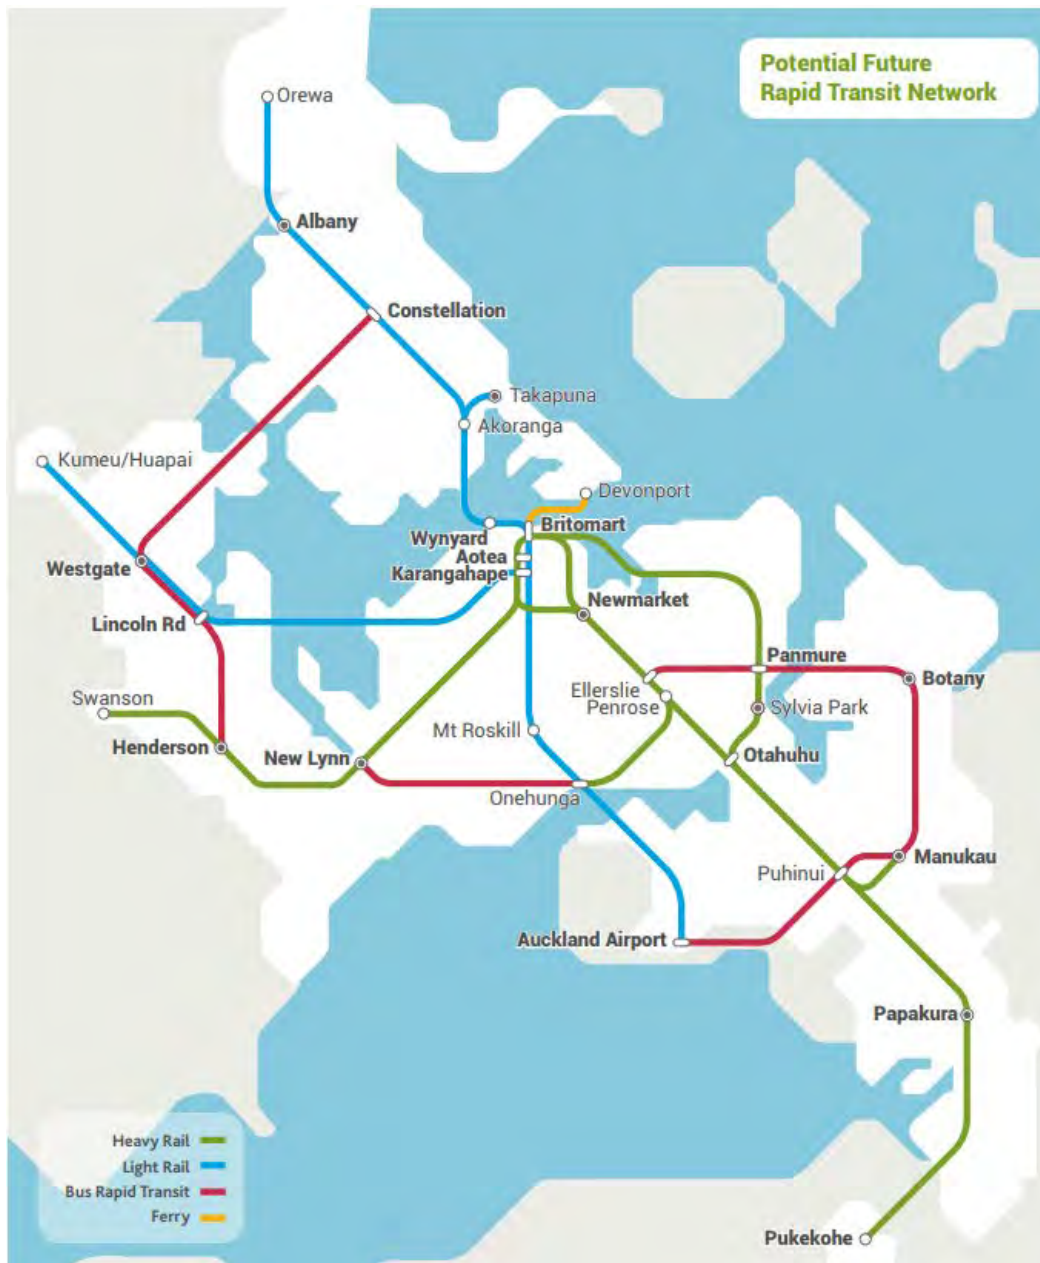 Potential Future
Rapid Transit Network
Orewa
Albany
Constellation
Takapuna
Akoranga
Kumeu/Huapai
Devonport
Britomart
Wynyard
Aotea
Karangahape
Westgate
Lincoln Rd
Newmarket
Panmure
Ellerslie
Botany
Penrose
Sylvia Park
Swanson
Mt Roskill
Henderson
New Lynn
Otahuhu
Onehunga
Manukau
Puhinui
Auckland Airport
Papakura
Heavy Rail
Light Rail
Bus Rapid Transit
Ferry
Pukekohe